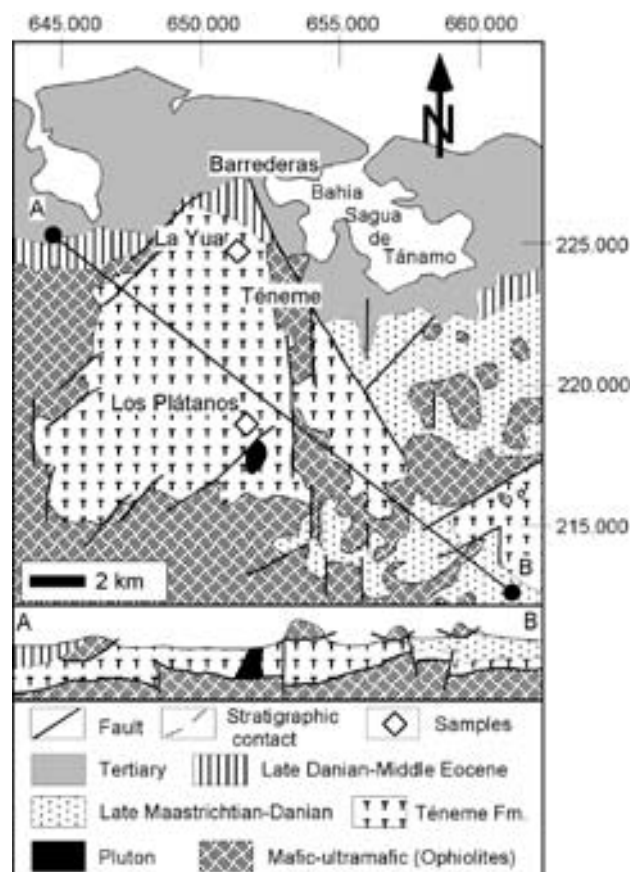 645.000 650.000 655.000 660.000
N
Barrederas
Bahia
A
Sagua
de
La Yua
Tánamo
225.000
Téneme
220.000
Los Plátanos
215.000
2 km
B
A B
Fault Stratigraphic contact Samples
Tertiary Late Danian-Middle Eocene
Late Maastrichtian-Danian Téneme Fm.
Pluton Mafic-ultramafic (Ophiolites)